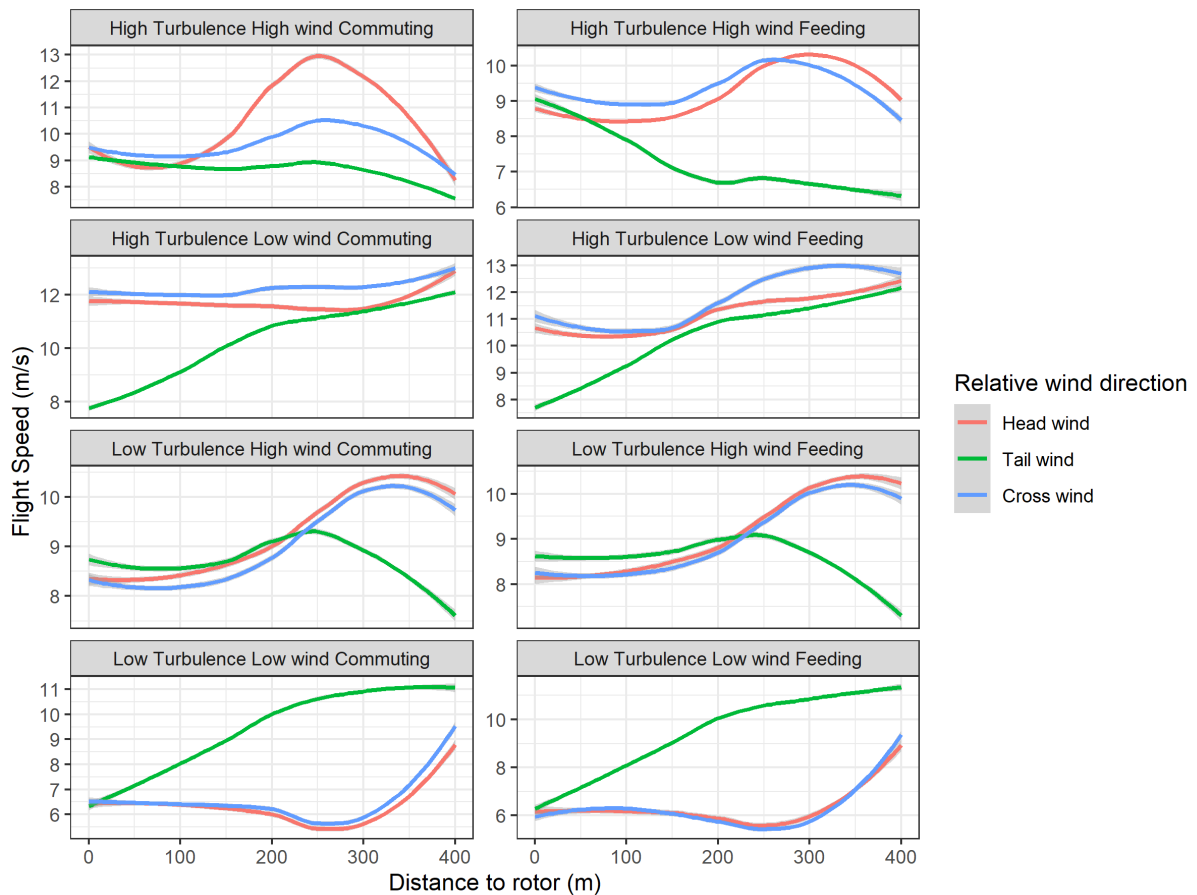 High Turbulence High wind Commuting
High Turbulence High wind Feeding
13
12
11
10
9
8
10
9
8
7
6
High Turbulence Low wind Commuting
High Turbulence Low wind Feeding
12
10
8
13
12
11
10
9
8
Low Turbulence High wind Commuting
Low Turbulence High wind Feeding
10
9
8
10
9
8
Low Turbulence Low wind Commuting
Low Turbulence Low wind Feeding
11
10
9
8
7
6
10
8
6
0 100 200 300 400
0 100 200 300 400
Distance to rotor (m)
Flight Speed (m/s)
Relative wind direction
Head wind
Tail wind
Cross wind